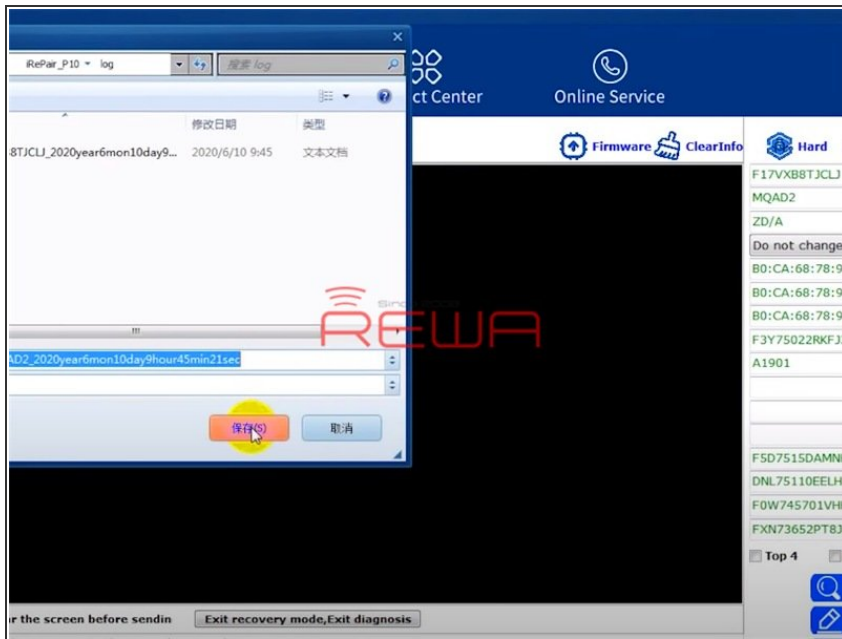 iRePair_P10 log
搜索 log
ct Center
Online Service
修改日期 类型
8TJCLJ_2020year6mon10day9... 2020/6/10 9:45 文本文档
Firmware ClearInfo Hard
F17VXB8TJCLJ
MQAD2
ZD/A
Do not change
B0:CA:68:78:9
B0:CA:68:78:9
B0:CA:68:78:9
REWA
F3Y75022RKFJ
AD2_2020year6mon10day9hour45min21sec
A1901
保存(S) 取消
F5D7515DAMN
DNL75110EELH
F0W745701VH
FXN73652PT8J
Top 4
r the screen before sendin
Exit recovery mode,Exit diagnosis